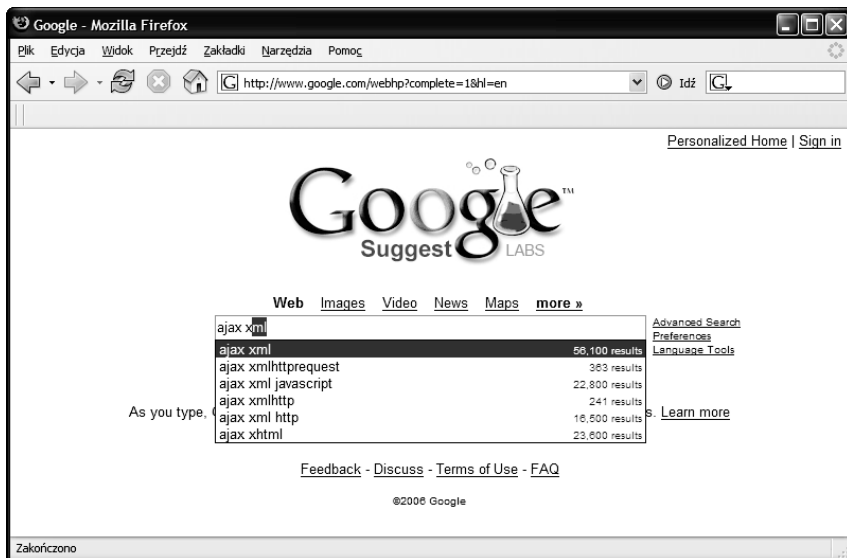 Google - Mozilla Firefox
Plik Edycja Widok Przejdź Zakładki Narzędzia Pomoc
G http://www.google.com/webhp?complete=1&hl=en Idź G
Personalized Home | Sign in
Google™
Suggest LABS
Web Images Video News Maps more »
ajax xml
Advanced Search
Preferences
Language Tools
ajax xml 56,100 results
ajax xmlhttprequest 363 results
ajax xml javascript 22,800 results
ajax xmlhttp 241 results
ajax xml http 16,500 results
ajax xhtml 23,600 results
As you type, s. Learn more
Feedback - Discuss - Terms of Use - FAQ
©2006 Google
Zakończono